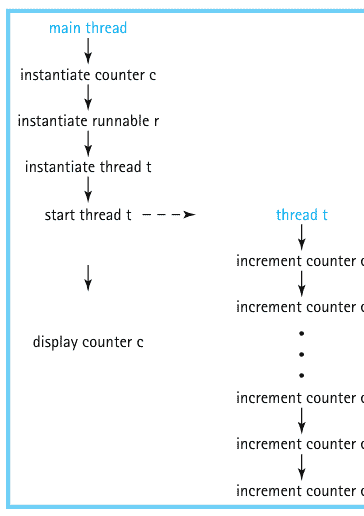 main thread
instantiate counter c
instantiate runnable r
instantiate thread t
start thread t
display counter c
thread t
increment counter c
increment counter c
increment counter c
increment counter c
increment counter c